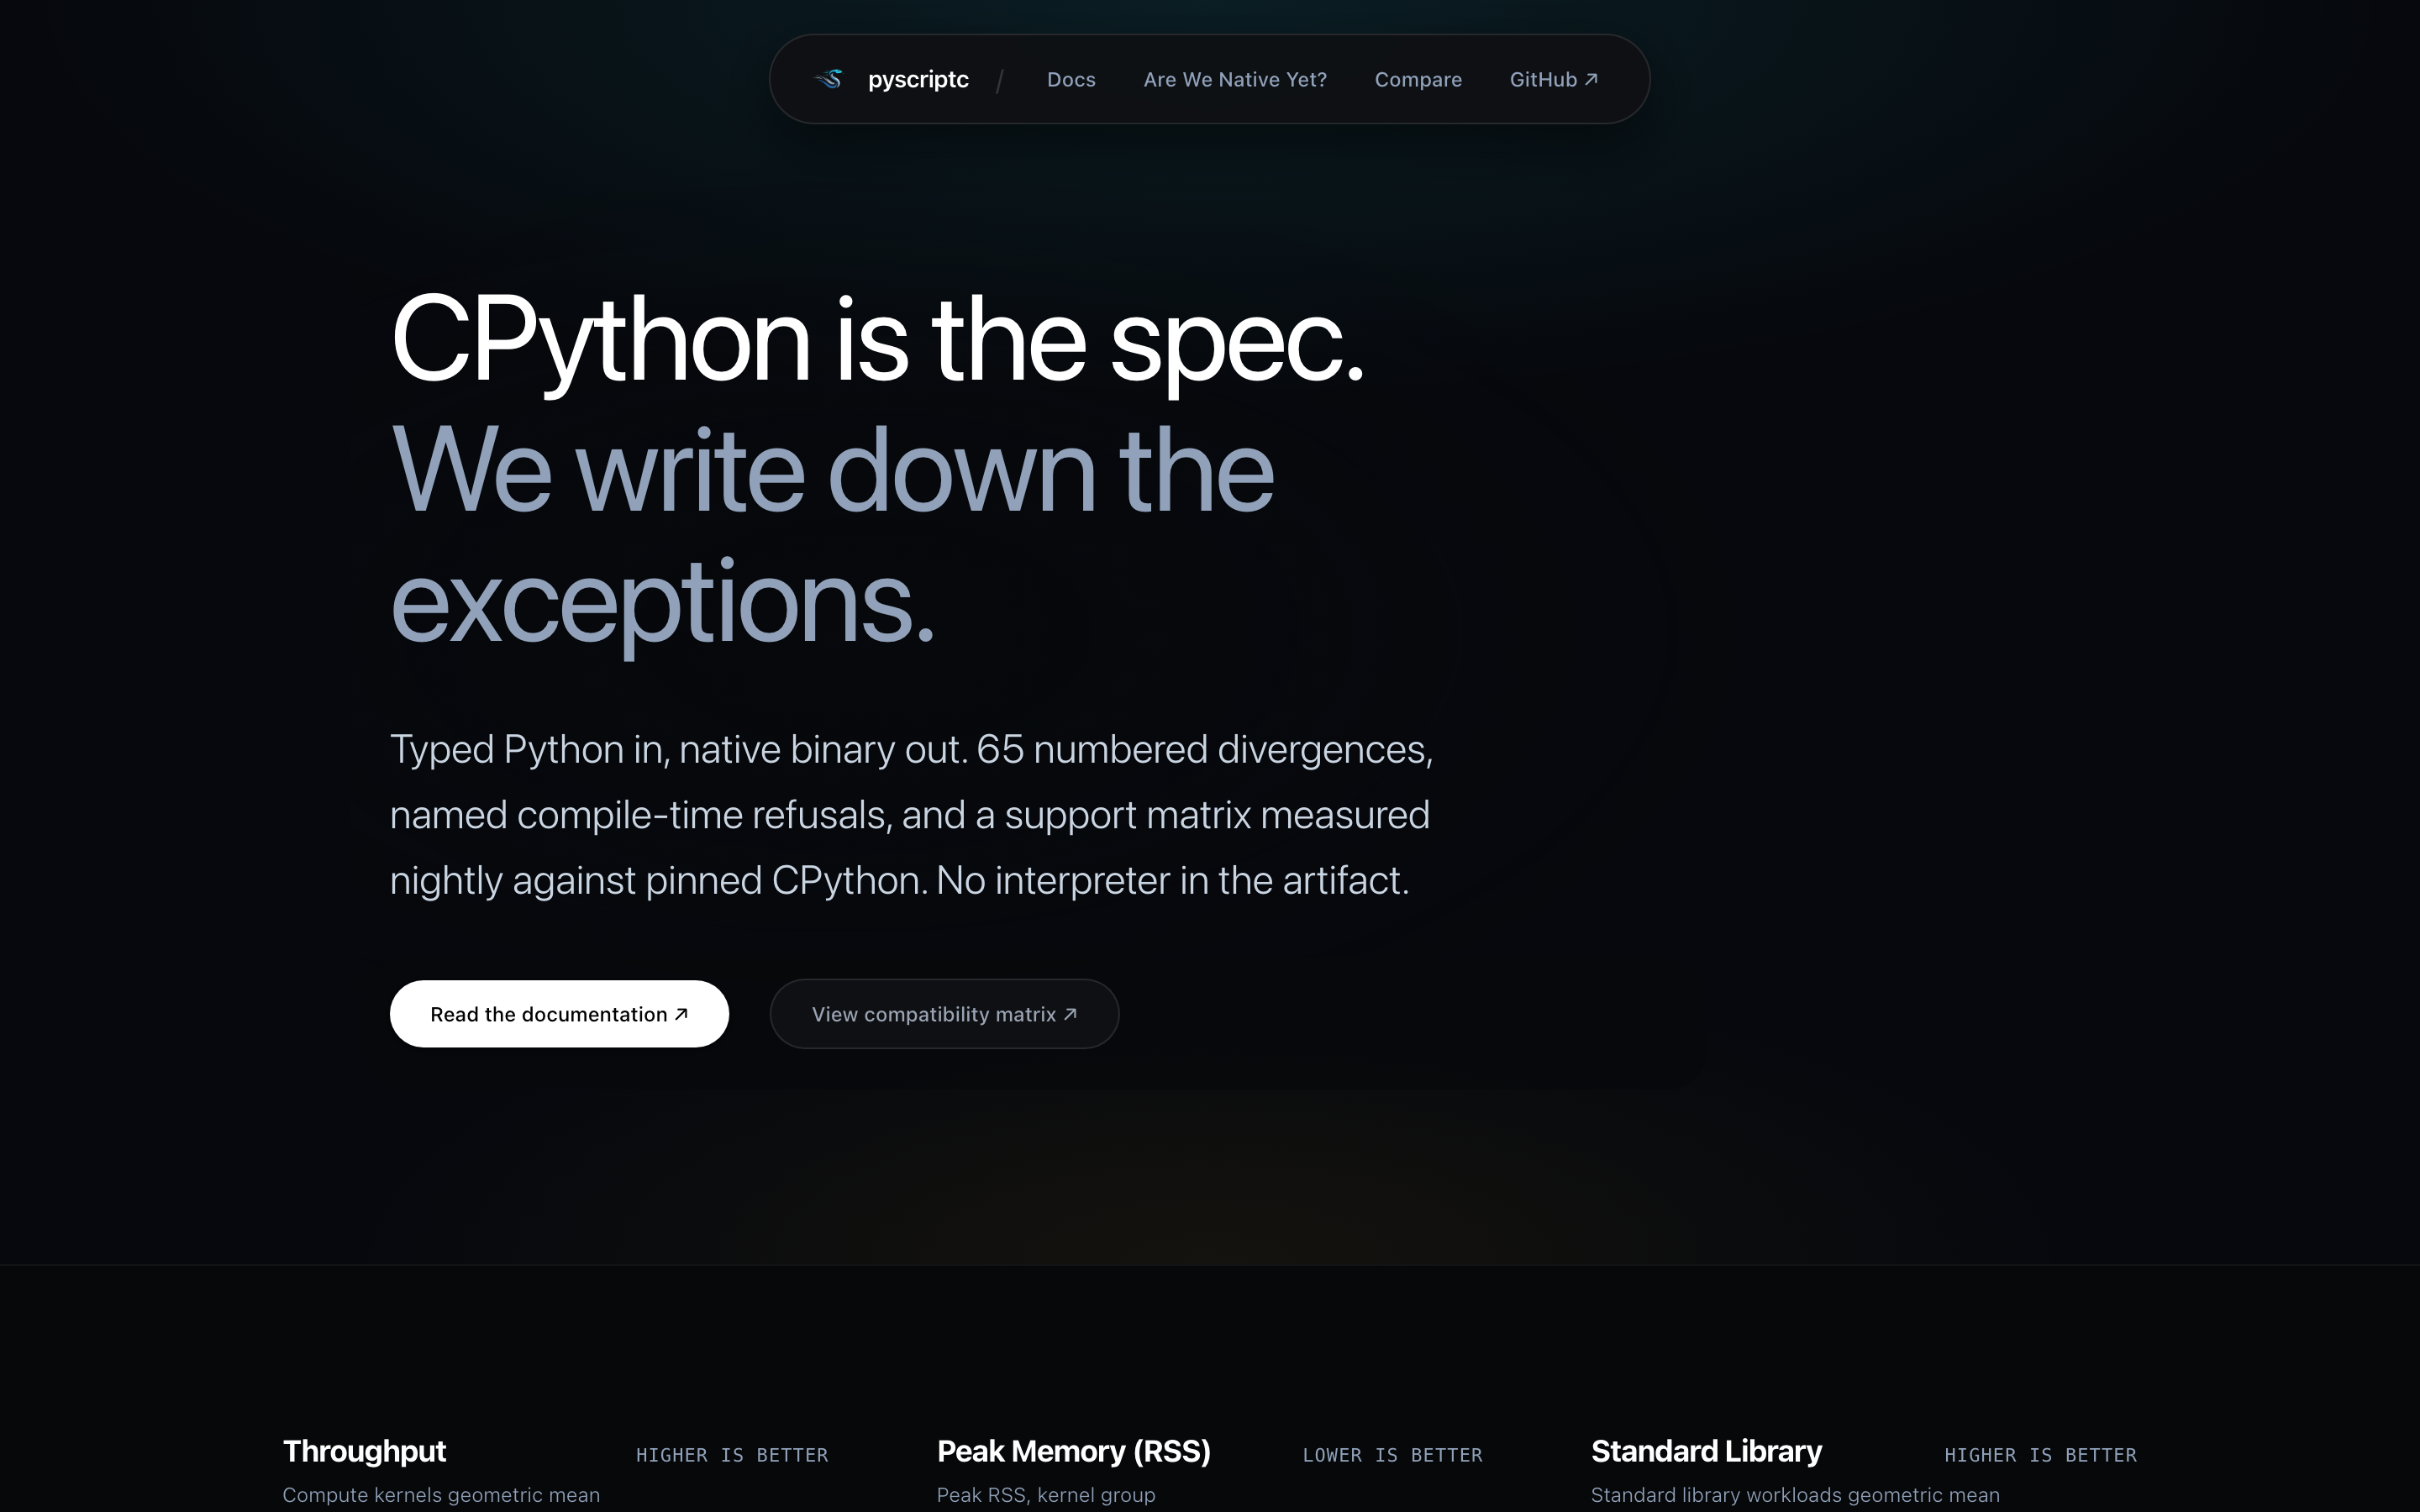 pyscriptc / Docs Are We Native Yet? Compare GitHub ↗
CPython is the spec.
We write down the
exceptions.
Typed Python in, native binary out. 65 numbered divergences,
named compile-time refusals, and a support matrix measured
nightly against pinned CPython. No interpreter in the artifact.
Read the documentation ↗ View compatibility matrix ↗
Throughput HIGHER IS BETTER Peak Memory (RSS) LOWER IS BETTER Standard Library HIGHER IS BETTER
Compute kernels geometric mean Peak RSS, kernel group Standard library workloads geometric mean